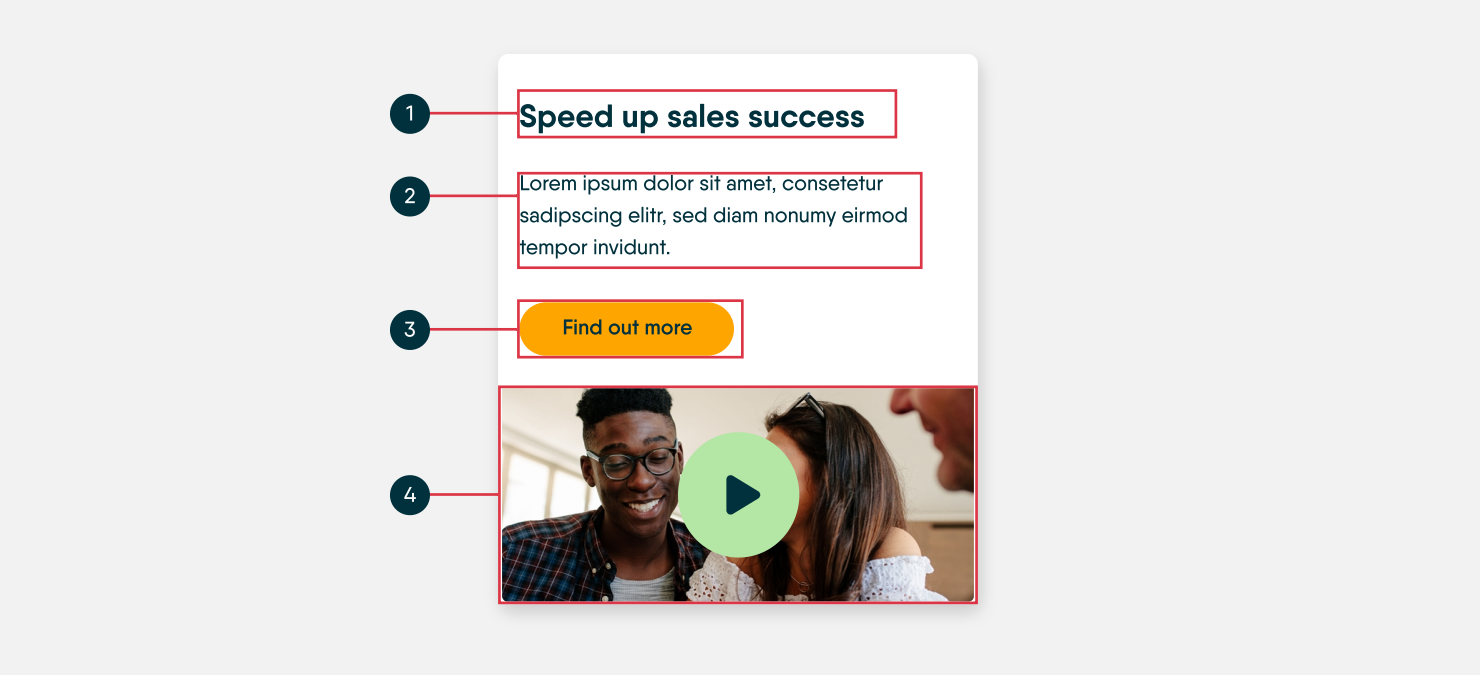 1
Speed up sales success
2
Lorem ipsum dolor sit amet, consetetur
sadipscing elitr, sed diam nonumy eirmod
tempor invidunt.
3
Find out more
4